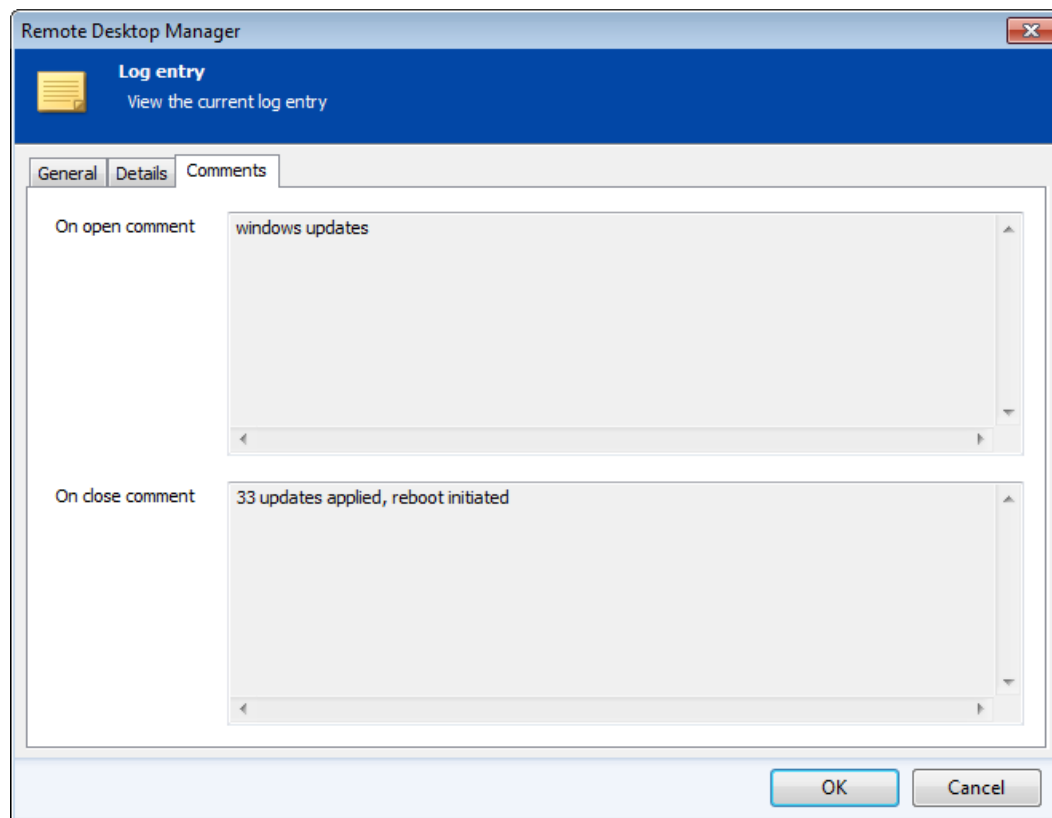 Remote Desktop Manager
Log entry
View the current log entry
General Details Comments
On open comment windows updates
On close comment 33 updates applied, reboot initiated
OK Cancel